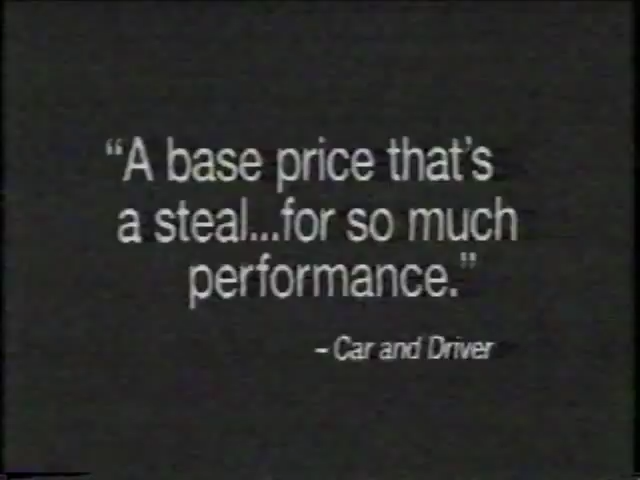 “A base price that's
a steal...for so much
performance.”
– Car and Driver